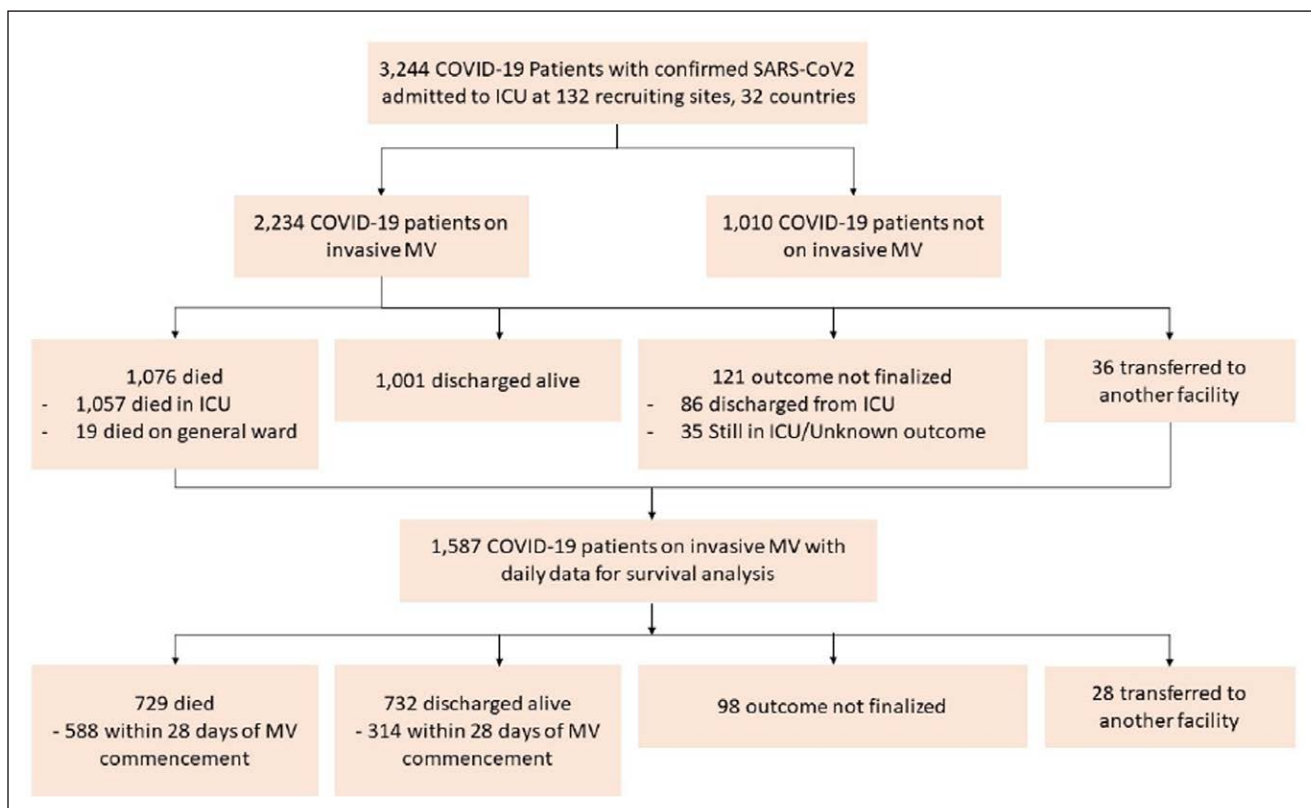 3,244 COVID-19 Patients with confirmed SARS-CoV2
admitted to ICU at 132 recruiting sites, 32 countries
2,234 COVID-19 patients on
invasive MV
1,010 COVID-19 patients not
on invasive MV
1,076 died
- 1,057 died in ICU
- 19 died on general ward
1,001 discharged alive
121 outcome not finalized
- 86 discharged from ICU
- 35 Still in ICU/Unknown outcome
36 transferred to
another facility
1,587 COVID-19 patients on invasive MV with
daily data for survival analysis
729 died
- 588 within 28 days of MV
commencement
732 discharged alive
- 314 within 28 days of MV
commencement
98 outcome not finalized
28 transferred to
another facility